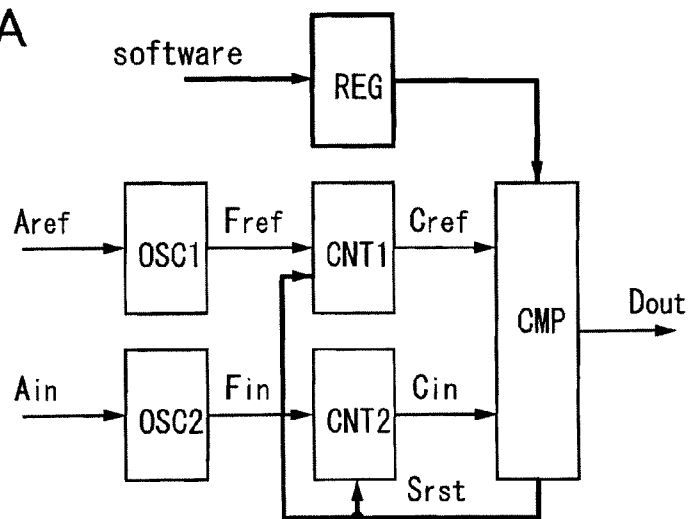 A
software
REG
Aref
OSC1
Fref
CNT1
Cref
CMP
Dout
Ain
OSC2
Fin
CNT2
Cin
Srst